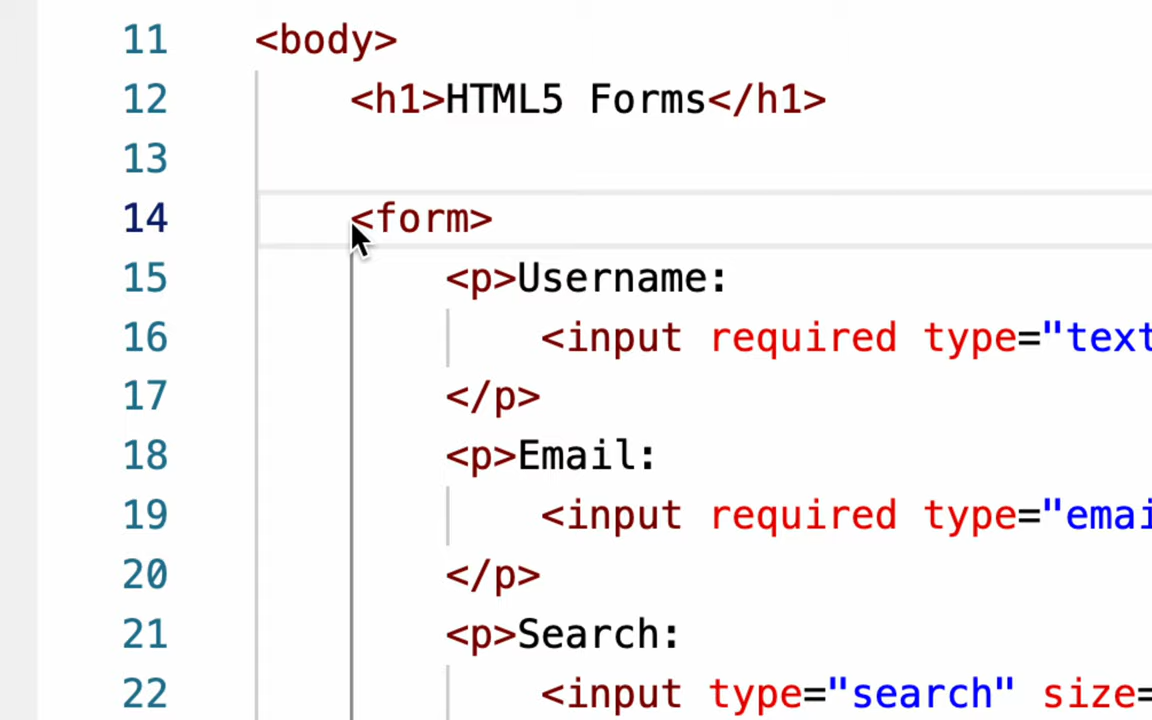 11 <body>
12 <h1>HTML5 Forms</h1>
13
14 <form>
15 <p>Username:
16 <input required type="text
17 </p>
18 <p>Email:
19 <input required type="emai
20 </p>
21 <p>Search:
22 <input type="search" size=